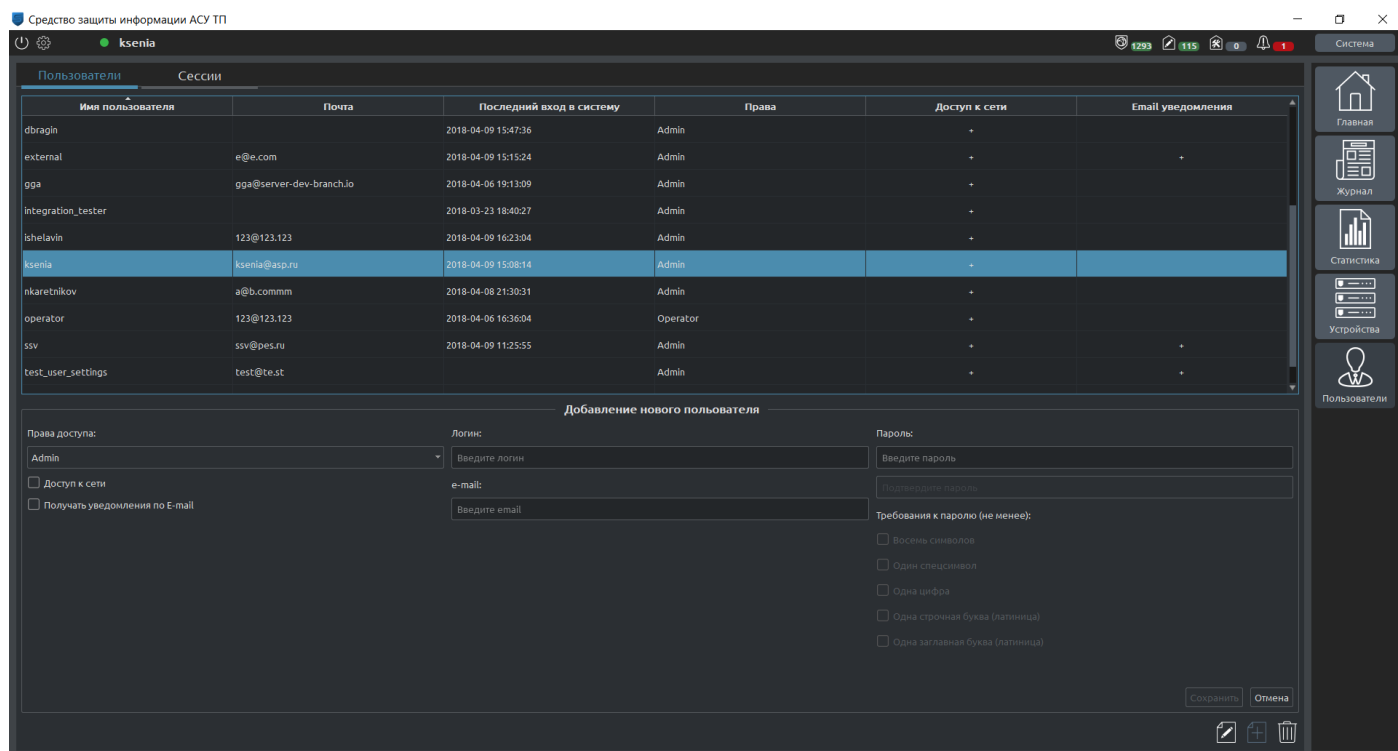 Средство защиты информации АСУ ТП
ksenia 1293 115 0 1 Система
Пользователи Сессии
Имя пользователя Почта Последний вход в систему Права Доступ к сети Email уведомления
dbragin 2018-04-09 15:47:36 Admin +
external e@e.com 2018-04-09 15:15:24 Admin + +
gga gga@server-dev-branch.io 2018-04-06 19:13:09 Admin +
integration_tester 2018-03-23 18:40:27 Admin +
ishelavin 123@123.123 2018-04-09 16:23:04 Admin +
ksenia ksenia@asp.ru 2018-04-09 15:08:14 Admin +
nkaretnikov a@b.commm 2018-04-08 21:30:31 Admin +
operator 123@123.123 2018-04-06 16:36:04 Operator +
ssv ssv@pes.ru 2018-04-09 11:25:55 Admin + +
test_user_settings test@te.st Admin + +
Главная
Журнал
Статистика
Устройства
Пользователи
Добавление нового польователя
Права доступа: Логин: Пароль:
Admin Введите логин Введите пароль
Доступ к сети e-mail: Подтвердите пароль
Получать уведомления по E-mail Введите email
Требования к паролю (не менее):
Восемь символов
Один спецсимвол
Одна цифра
Одна строчная буква (латиница)
Одна заглавная буква (латиница)
Сохранить Отмена